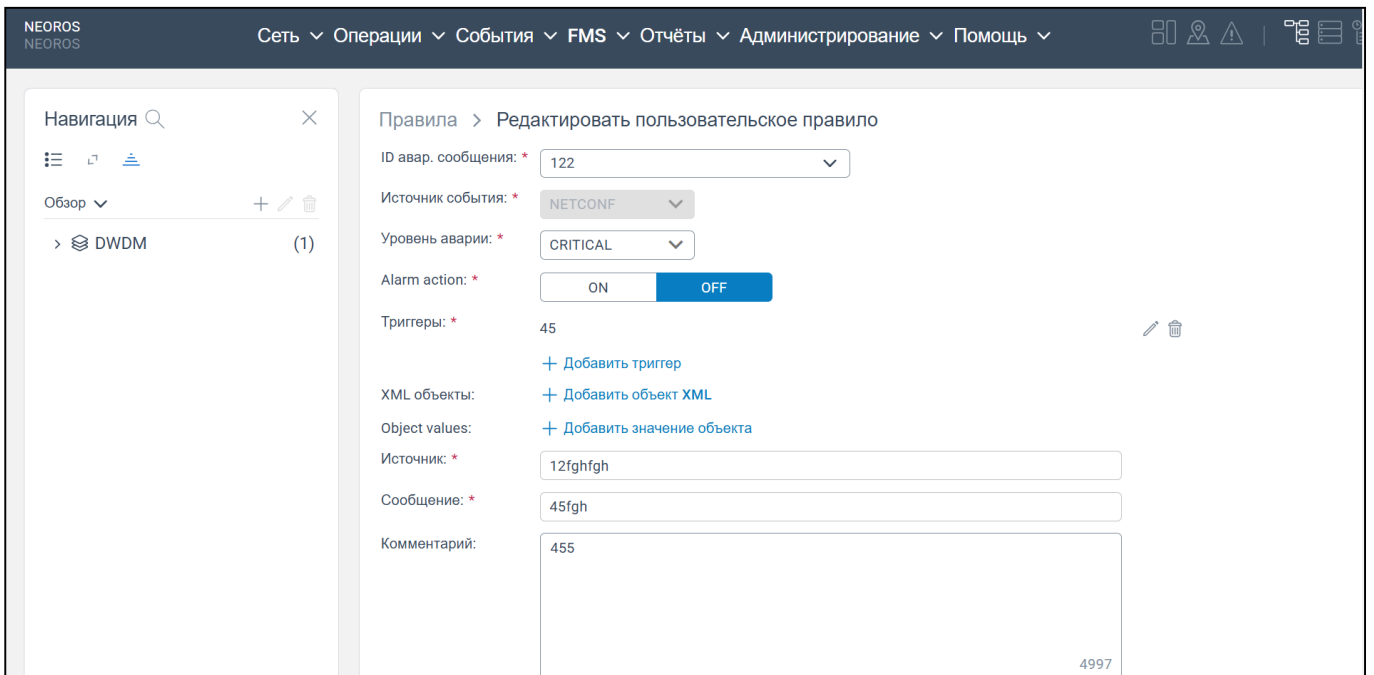 NEOROS
NEOROS
Сеть Операции События FMS Отчёты Администрирование Помощь
Навигация
Обзор
DWDM (1)
Правила > Редактировать пользовательское правило
ID авар. сообщения: * 122
Источник события: * NETCONF
Уровень аварии: * CRITICAL
Alarm action: * ON OFF
Триггеры: * 45
+ Добавить триггер
XML объекты: + Добавить объект XML
Object values: + Добавить значение объекта
Источник: * 12fghfgh
Сообщение: * 45fgh
Комментарий: 455
4997